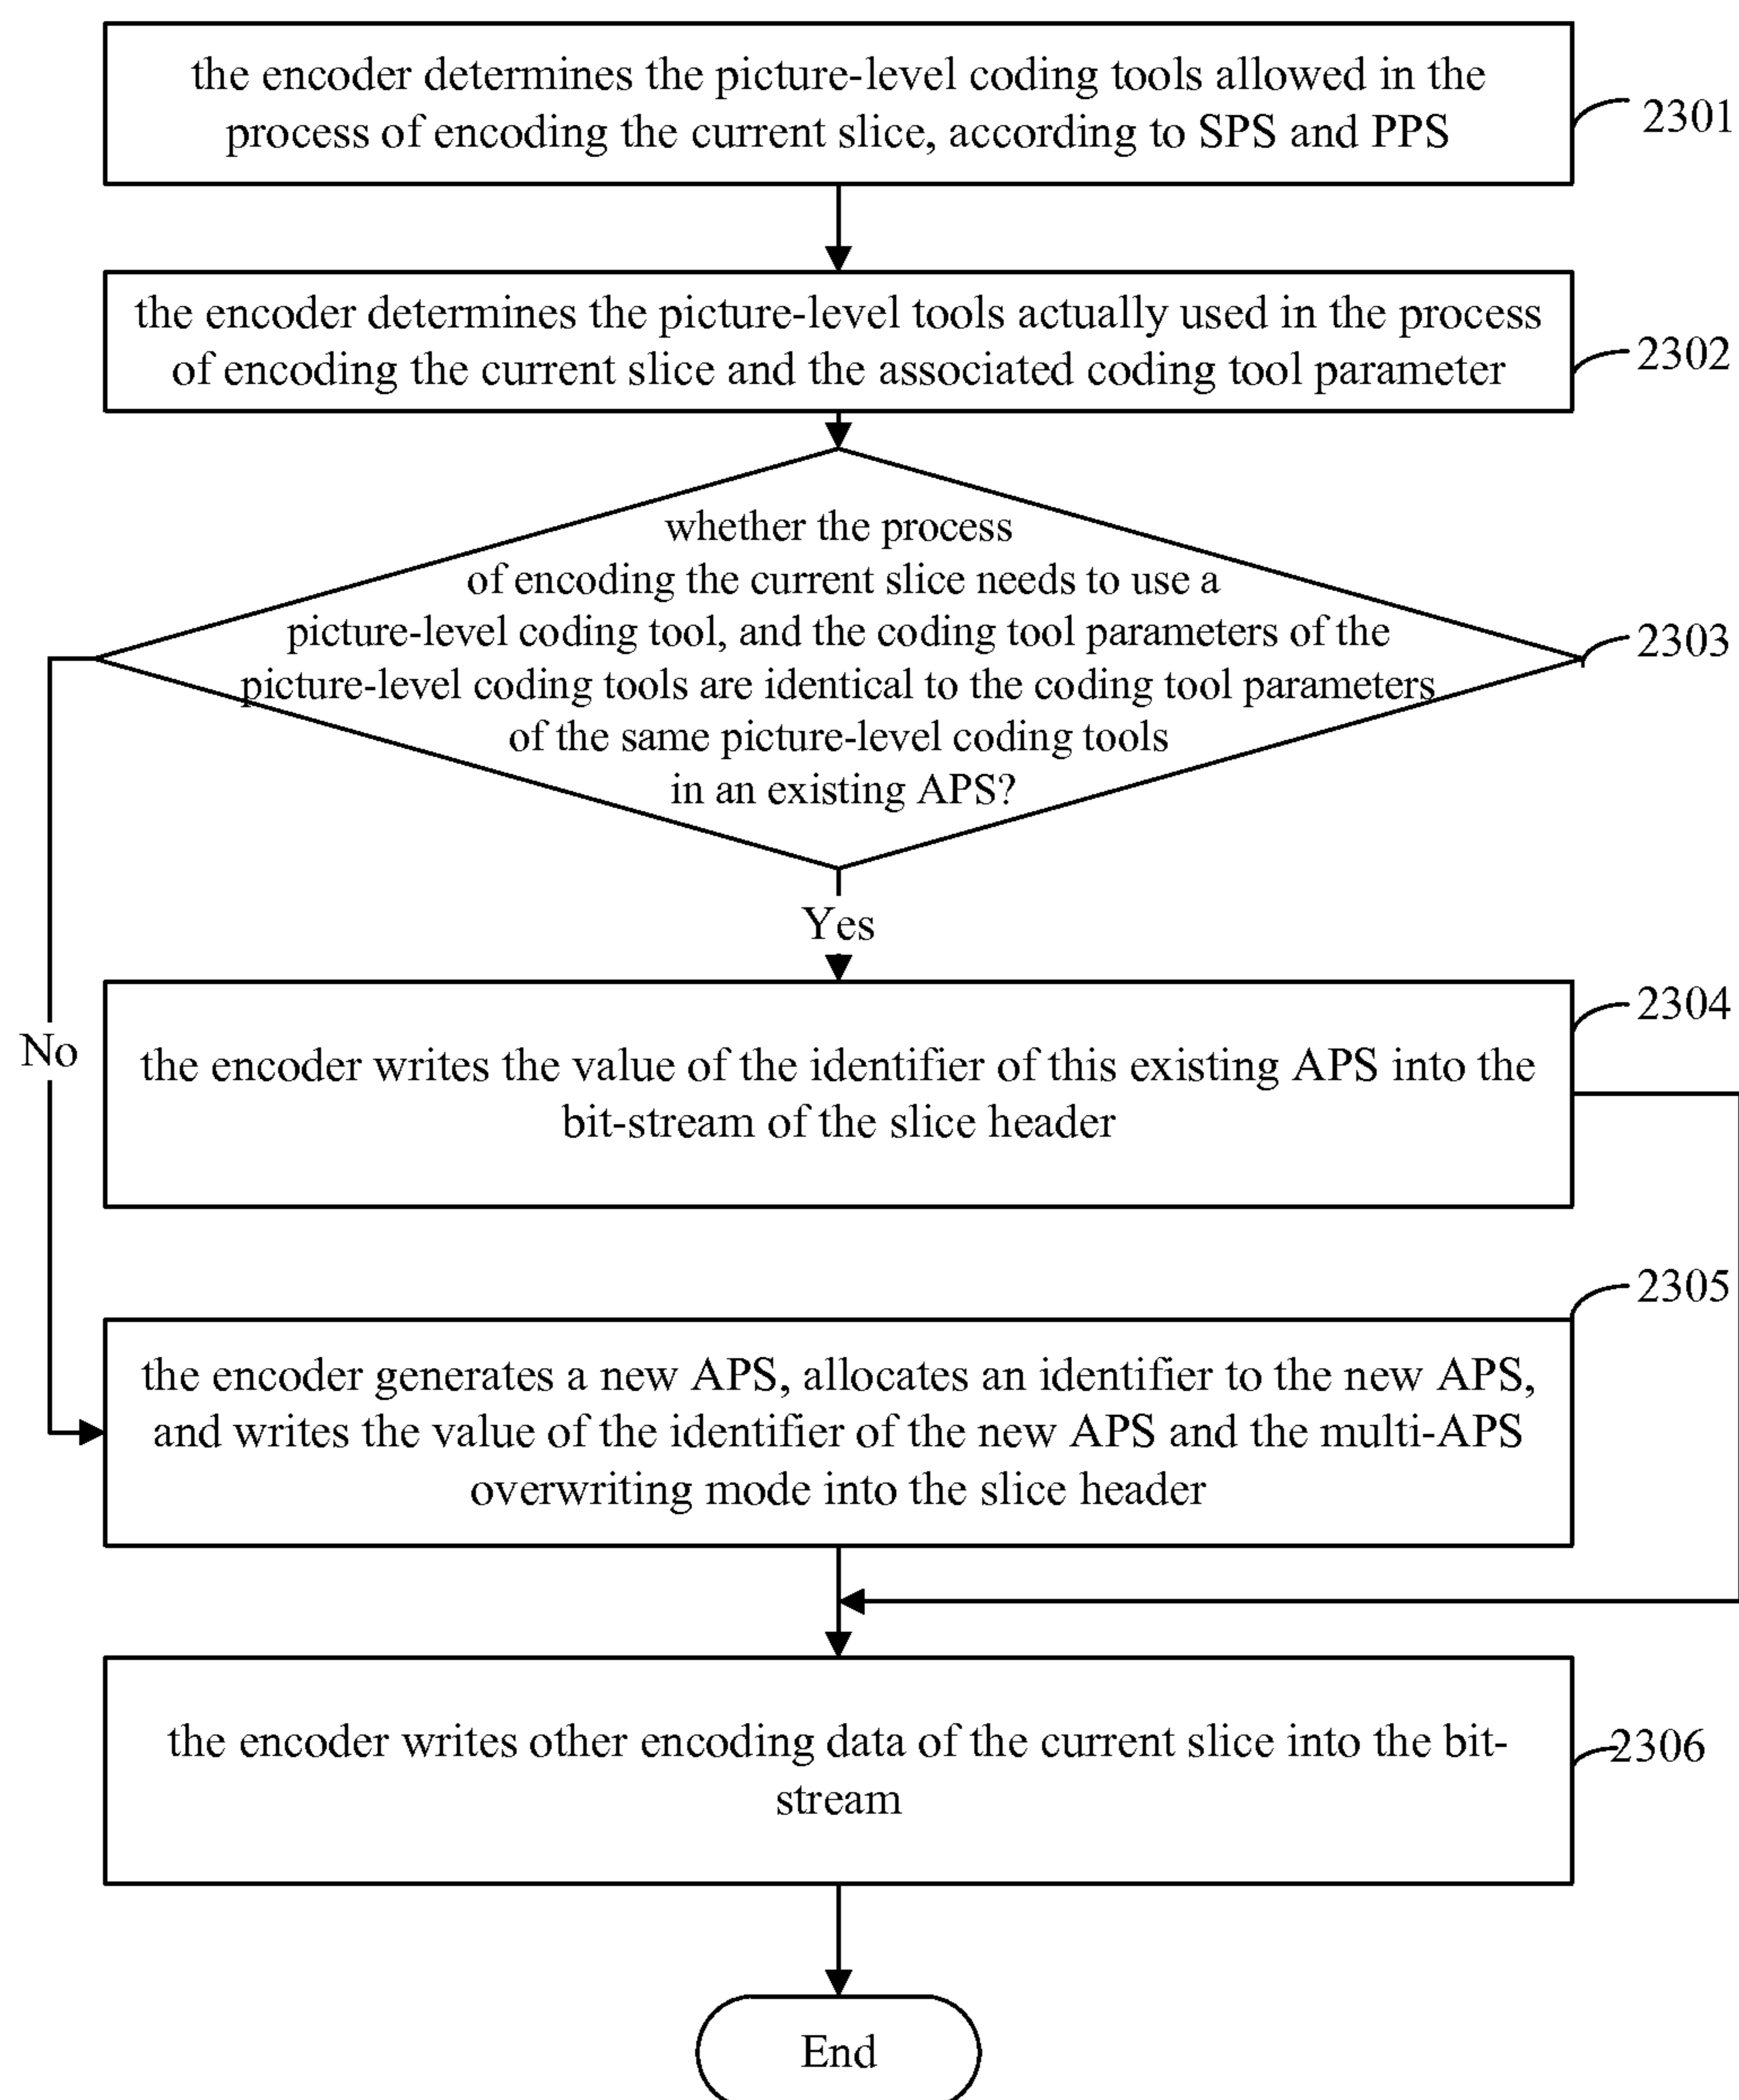 the encoder determines the picture-level coding tools allowed in the
process of encoding the current slice, according to SPS and PPS
2301
the encoder determines the picture-level tools actually used in the process
of encoding the current slice and the associated coding tool parameter
2302
whether the process
of encoding the current slice needs to use a
picture-level coding tool, and the coding tool parameters of the
picture-level coding tools are identical to the coding tool parameters
of the same picture-level coding tools
in an existing APS?
2303
Yes
No
the encoder writes the value of the identifier of this existing APS into the
bit-stream of the slice header
2304
the encoder generates a new APS, allocates an identifier to the new APS,
and writes the value of the identifier of the new APS and the multi-APS
overwriting mode into the slice header
2305
the encoder writes other encoding data of the current slice into the bit-
stream
2306
End